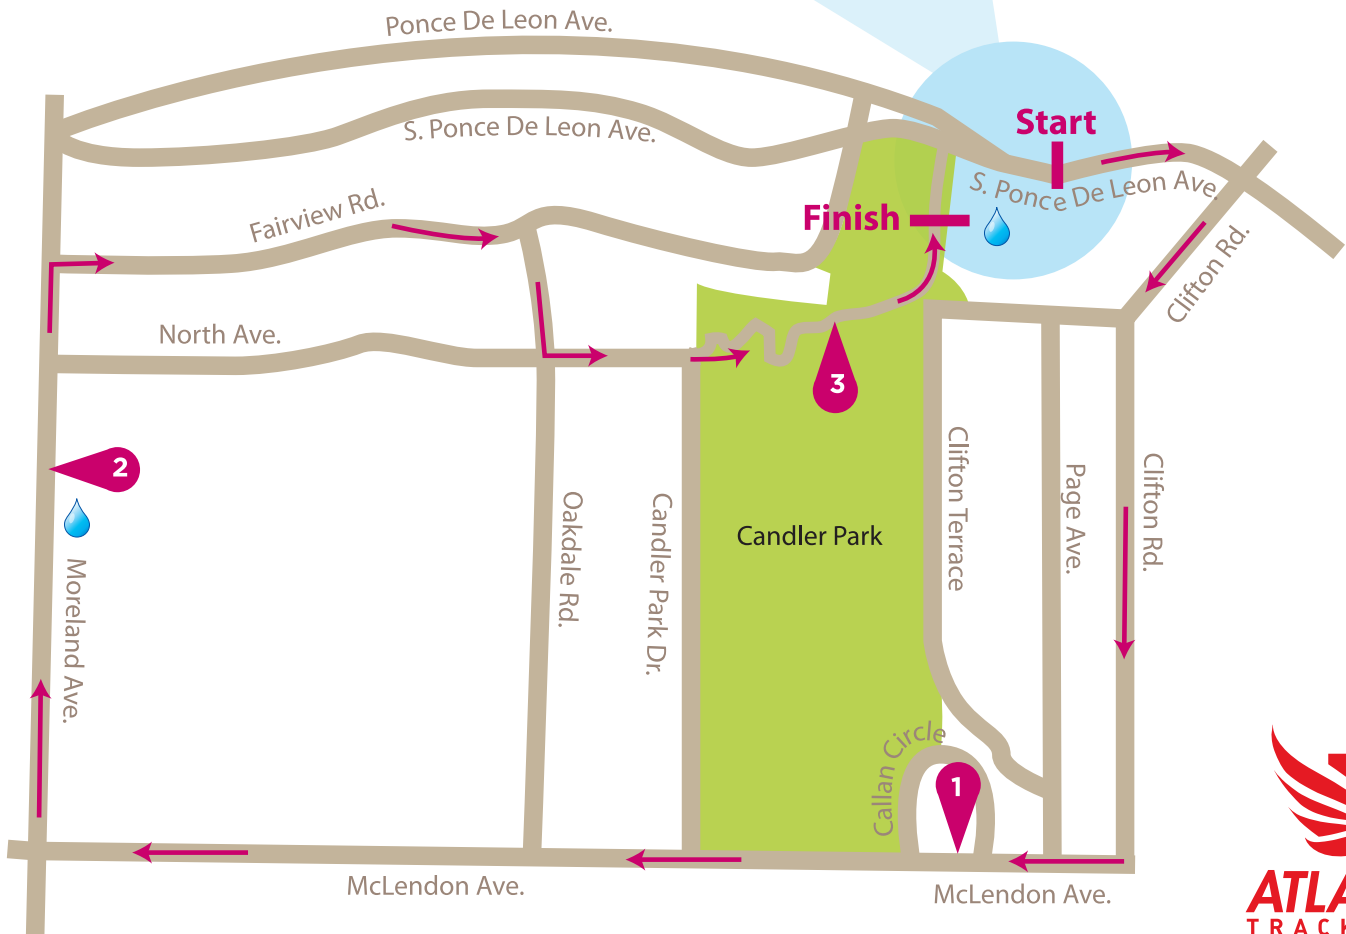 Ponce De Leon Ave.
S. Ponce De Leon Ave.
Start
S. Ponce De Leon Ave.
Fairview Rd.
Finish
Clifton Rd.
North Ave.
3
2
Clifton Terrace
Page Ave.
Clifton Rd.
Oakdale Rd.
Candler Park Dr.
Candler Park
Moreland Ave.
Callan Circle
1
McLendon Ave.
McLendon Ave.
ATLA
TRACK